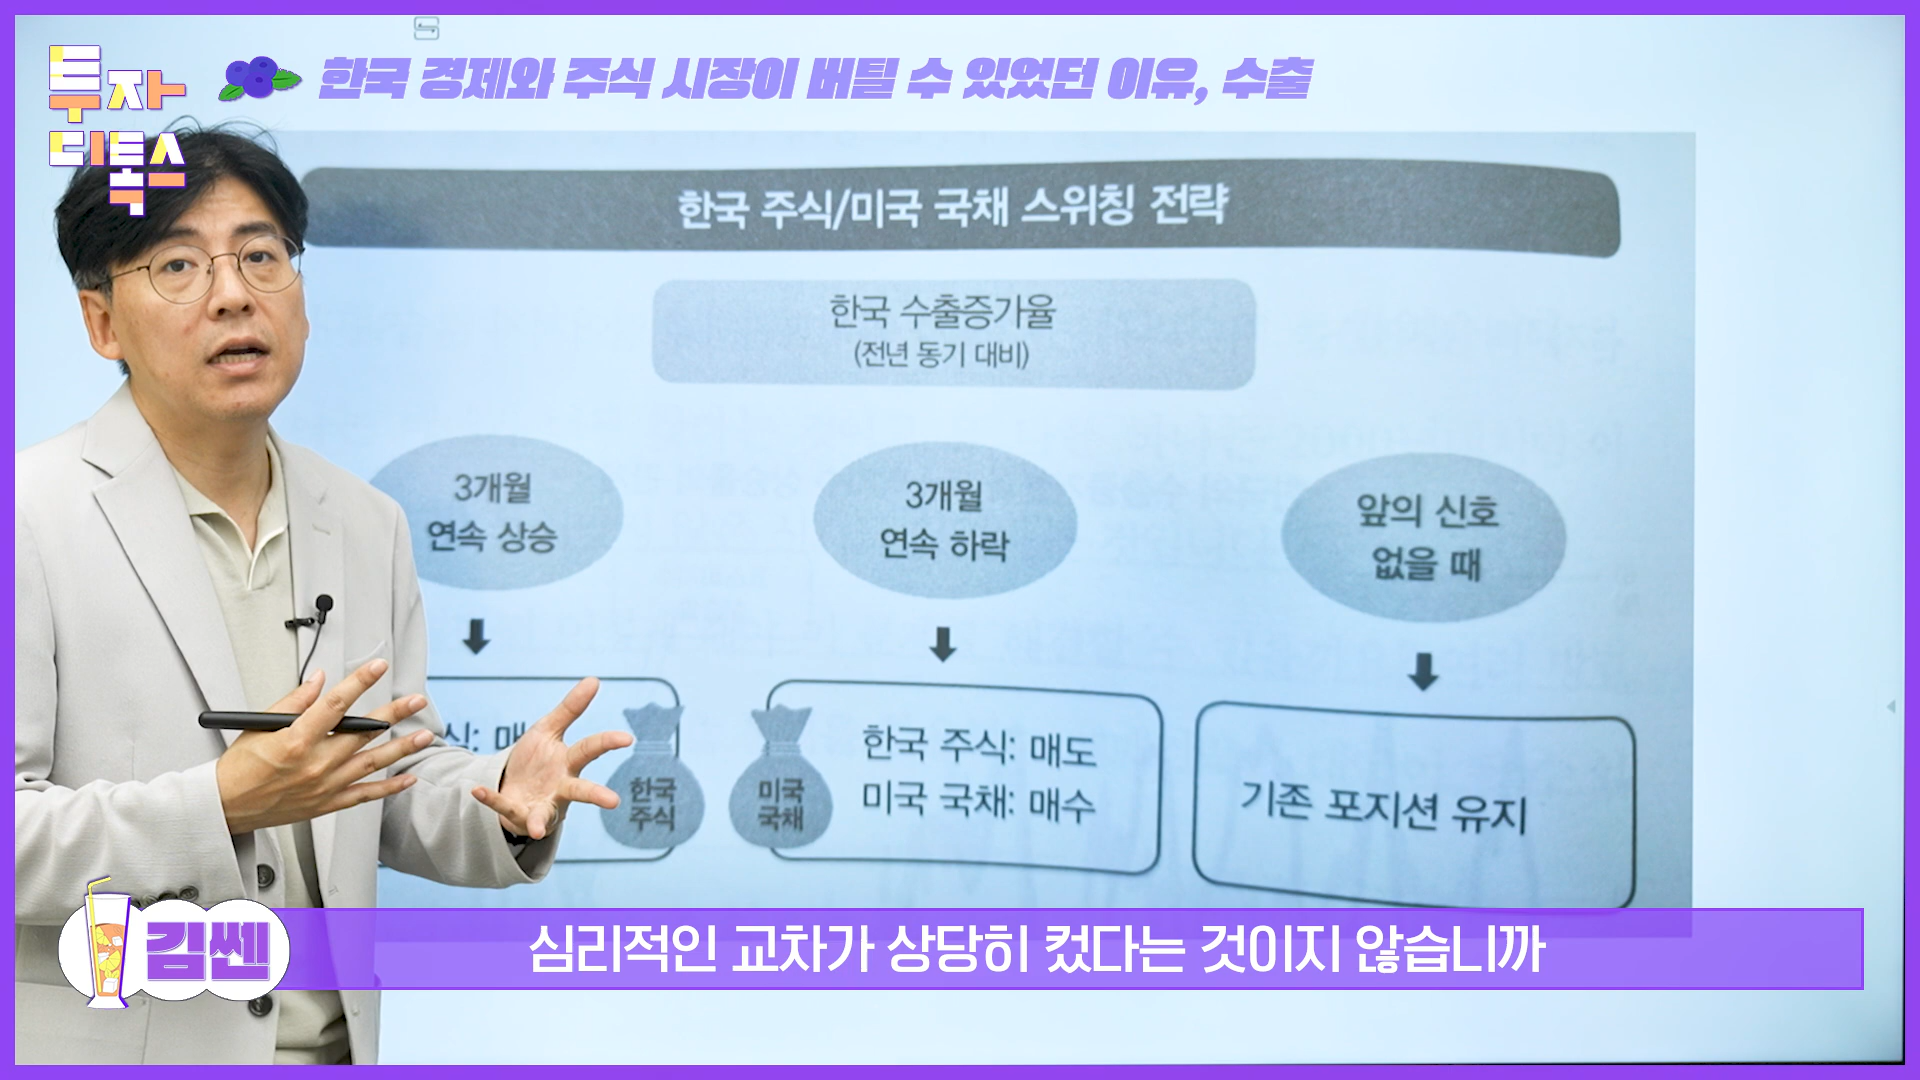 투자
디톡스
한국 경제와 주식 시장이 버틸 수 있었던 이유, 수출
한국 주식/미국 국채 스위칭 전략
한국 수출증가율
(전년 동기 대비)
3개월
연속 상승
3개월
연속 하락
앞의 신호
없을 때
한국
주식
미국
국채
한국 주식: 매도
미국 국채: 매수
기존 포지션 유지
김쎈
심리적인 교차가 상당히 컸다는 것이지 않습니까